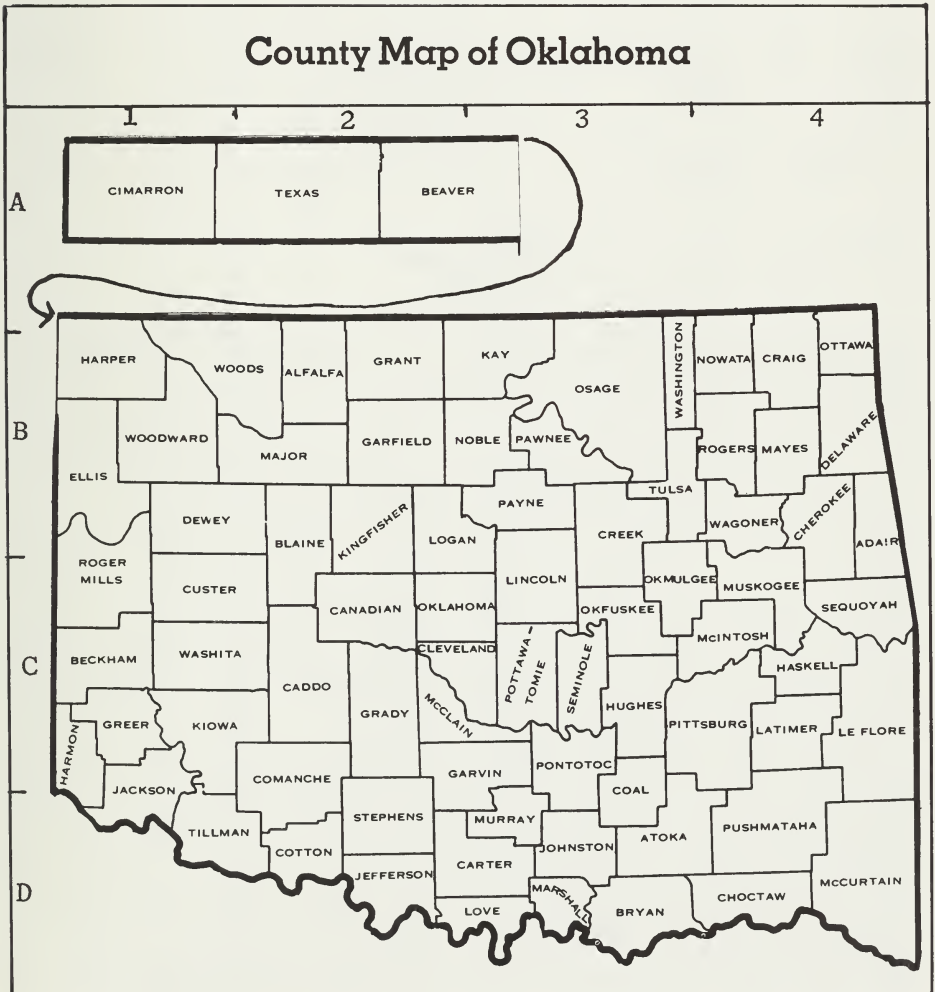 County Map of Oklahoma
1 2 3 4
A
CIMARRON TEXAS BEAVER
HARPER
WOODS
ALFALFA
GRANT
KAY
OSAGE
WASHINGTON
NOWATA
CRAIG
OTTAWA
B
ELLIS
WOODWARD
MAJOR
GARFIELD
NOBLE
PAWNEE
ROGERS
MAYES
DELAWARE
DEWEY
BLAINE
KINGFISHER
LOGAN
PAYNE
CREEK
TULSA
WAGONER
CHEROKEE
ADAIR
ROGER
MILLS
CUSTER
CANADIAN
OKLAHOMA
LINCOLN
OKFUSKEE
OKMULGEE
MUSKOGEE
SEQUOYAH
C
BECKHAM
WASHITA
CADDO
GRADY
CLEVELAND
McCLAIN
POTTAWA-
TOMIE
SEMINOLE
HUGHES
McINTOSH
PITTSBURG
HASKELL
LATIMER
LE FLORE
HARMON
GREER
KIOWA
JACKSON
COMANCHE
GARVIN
PONTOTOC
COAL
D
TILLMAN
COTTON
STEPHENS
JEFFERSON
MURRAY
CARTER
LOVE
JOHNSTON
MARSHALL
ATOKA
BRYAN
PUSHMATAHA
CHOCTAW
McCURTAIN